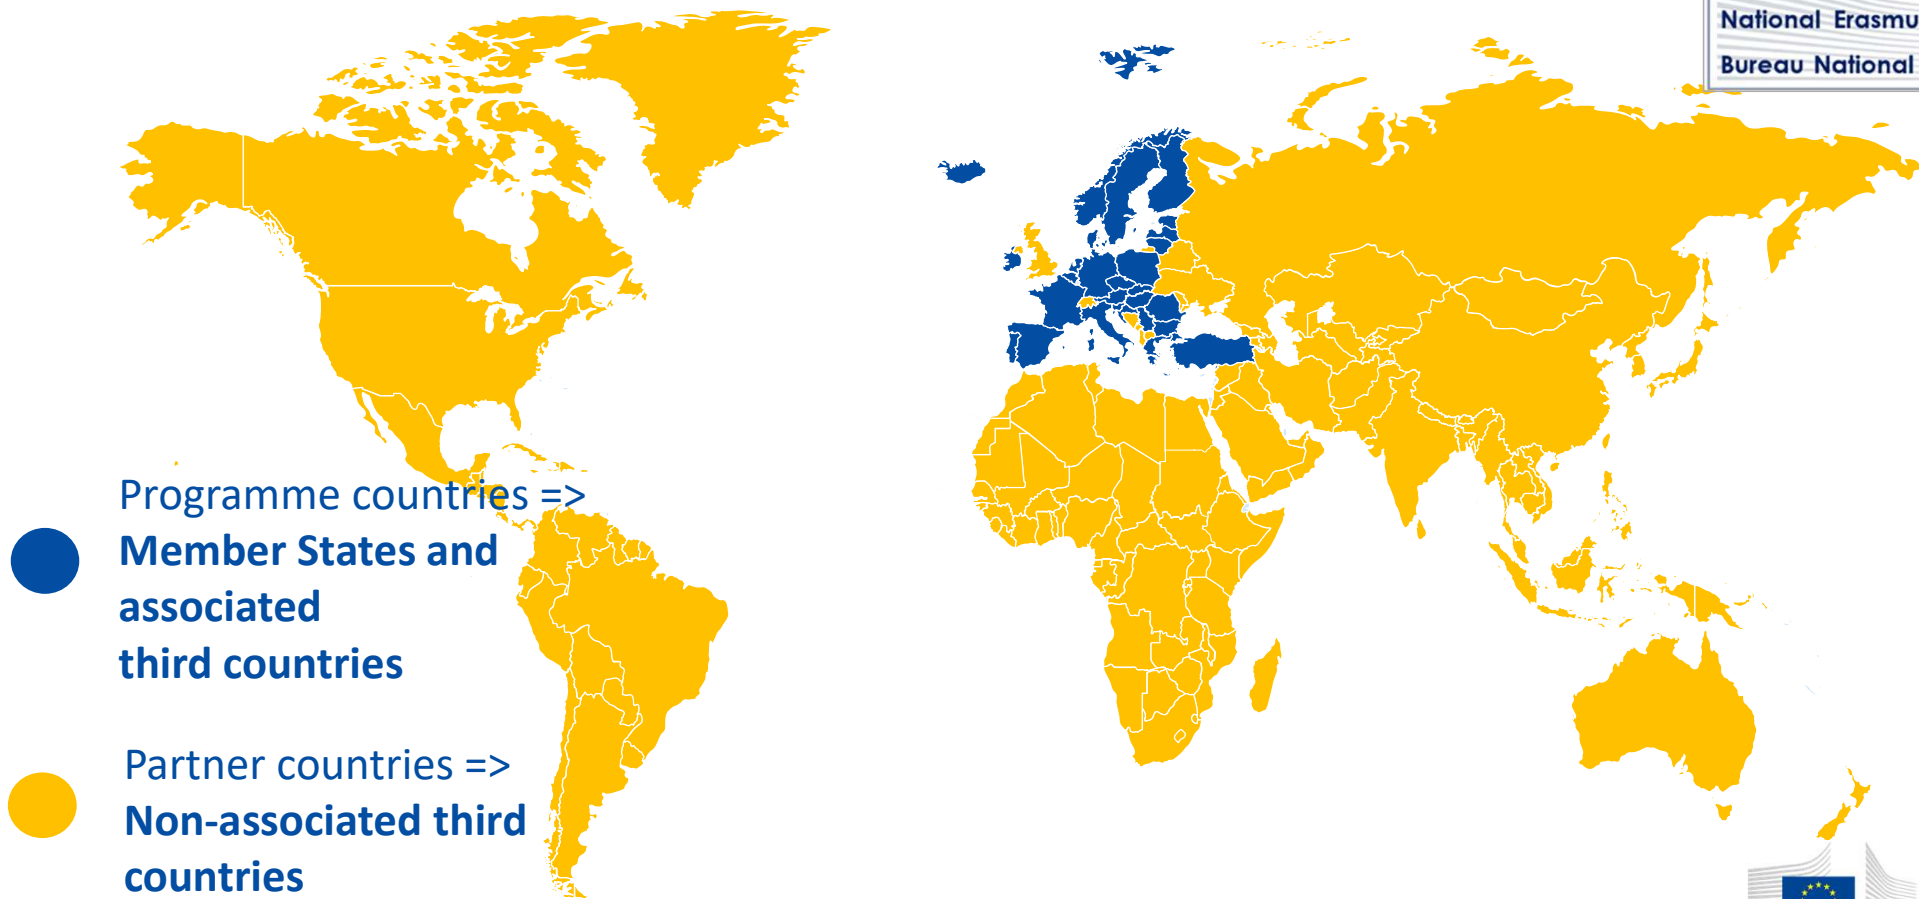 National Erasmu
Bureau National
Programme countries =>
Member States and
associated
third countries
Partner countries =>
Non-associated third
countries